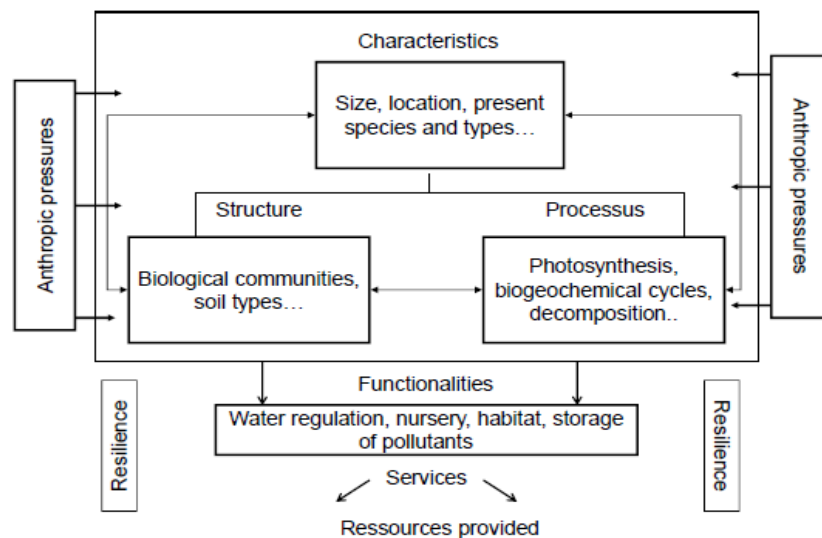 Characteristics
Size, location, present
species and types…
Anthropic pressures
Anthropic pressures
Structure
Processus
Biological communities,
soil types…
Photosynthesis,
biogeochemical cycles,
decomposition..
Functionalities
Resilience
Resilience
Water regulation, nursery, habitat, storage
of pollutants
Services
Ressources provided